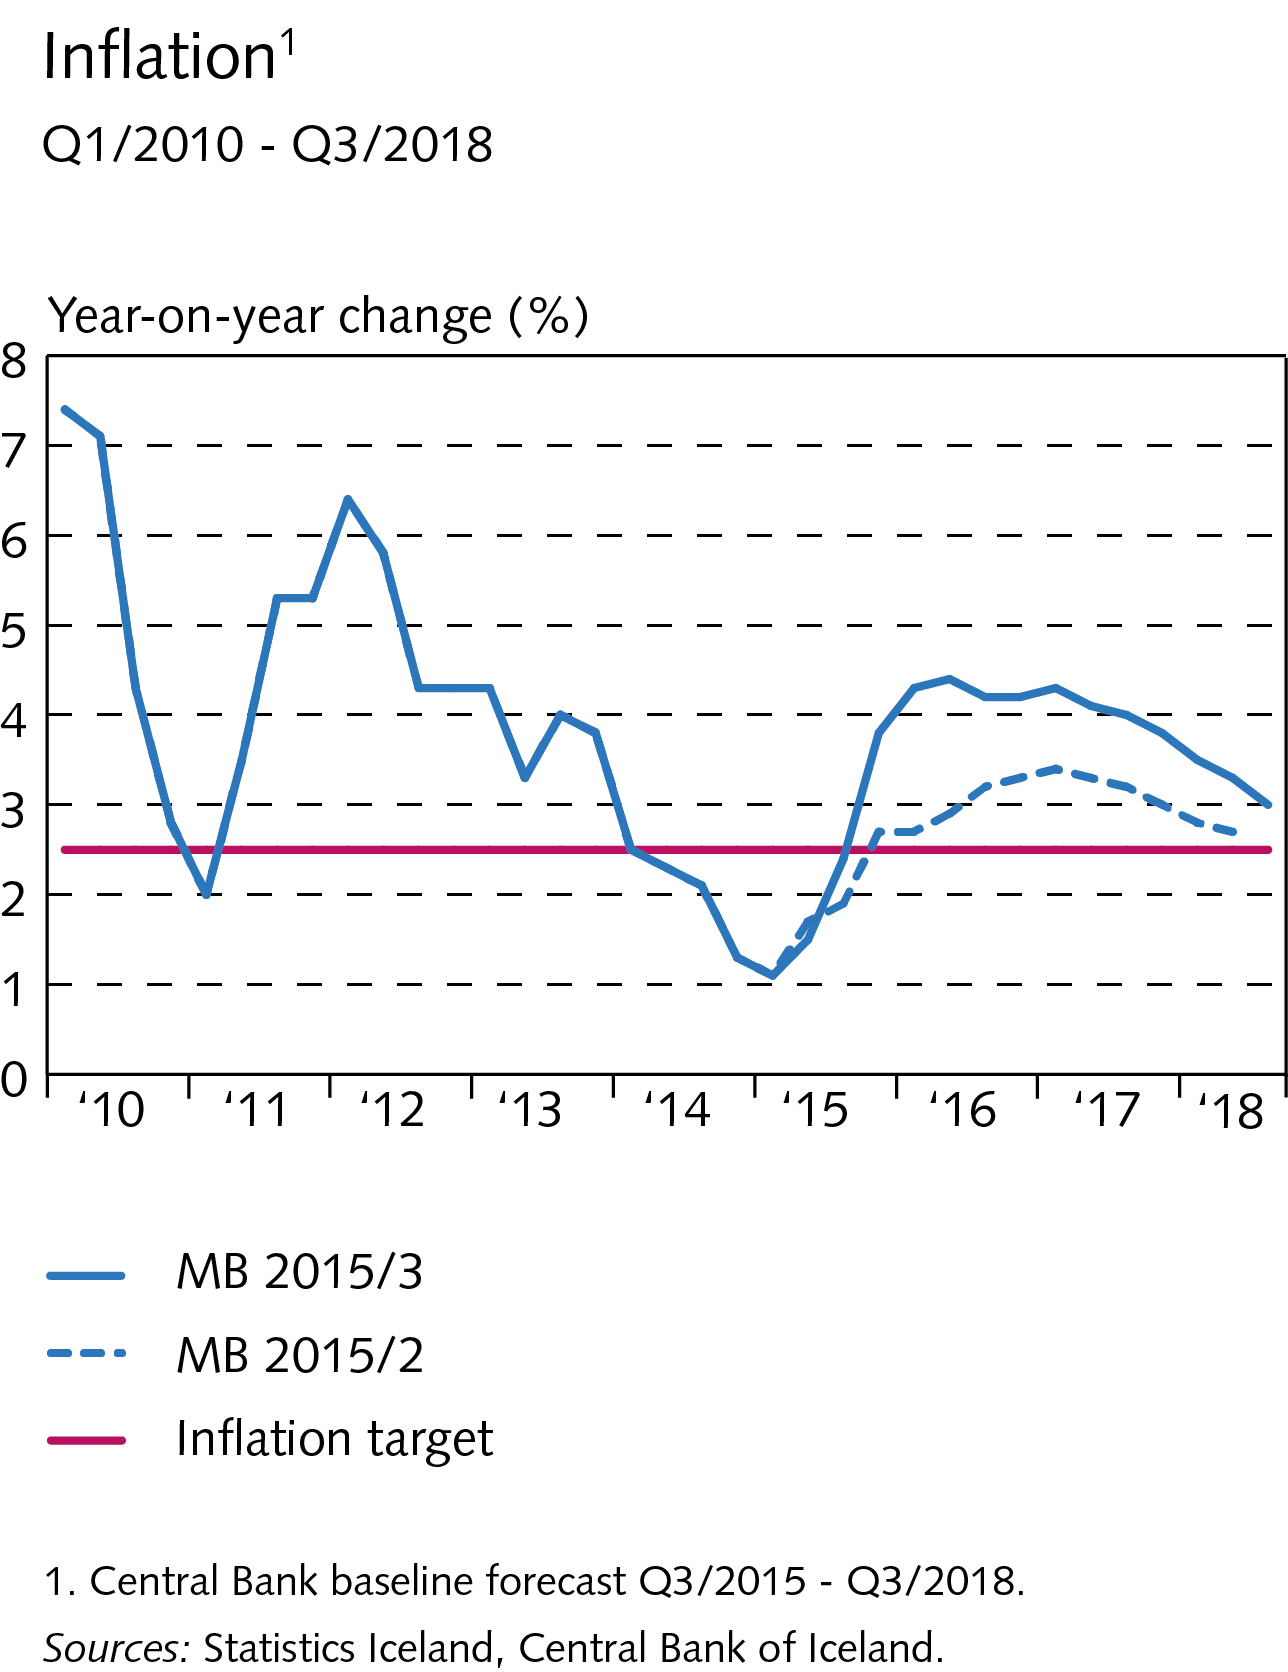 Inflation¹
Q1/2010 - Q3/2018
Year-on-year change (%)
8
7
6
5
4
3
2
1
0
‘10 ‘11 ‘12 ‘13 ‘14 ‘15 ‘16 ‘17 ‘18
MB 2015/3
MB 2015/2
Inflation target
1. Central Bank baseline forecast Q3/2015 - Q3/2018.
Sources: Statistics Iceland, Central Bank of Iceland.